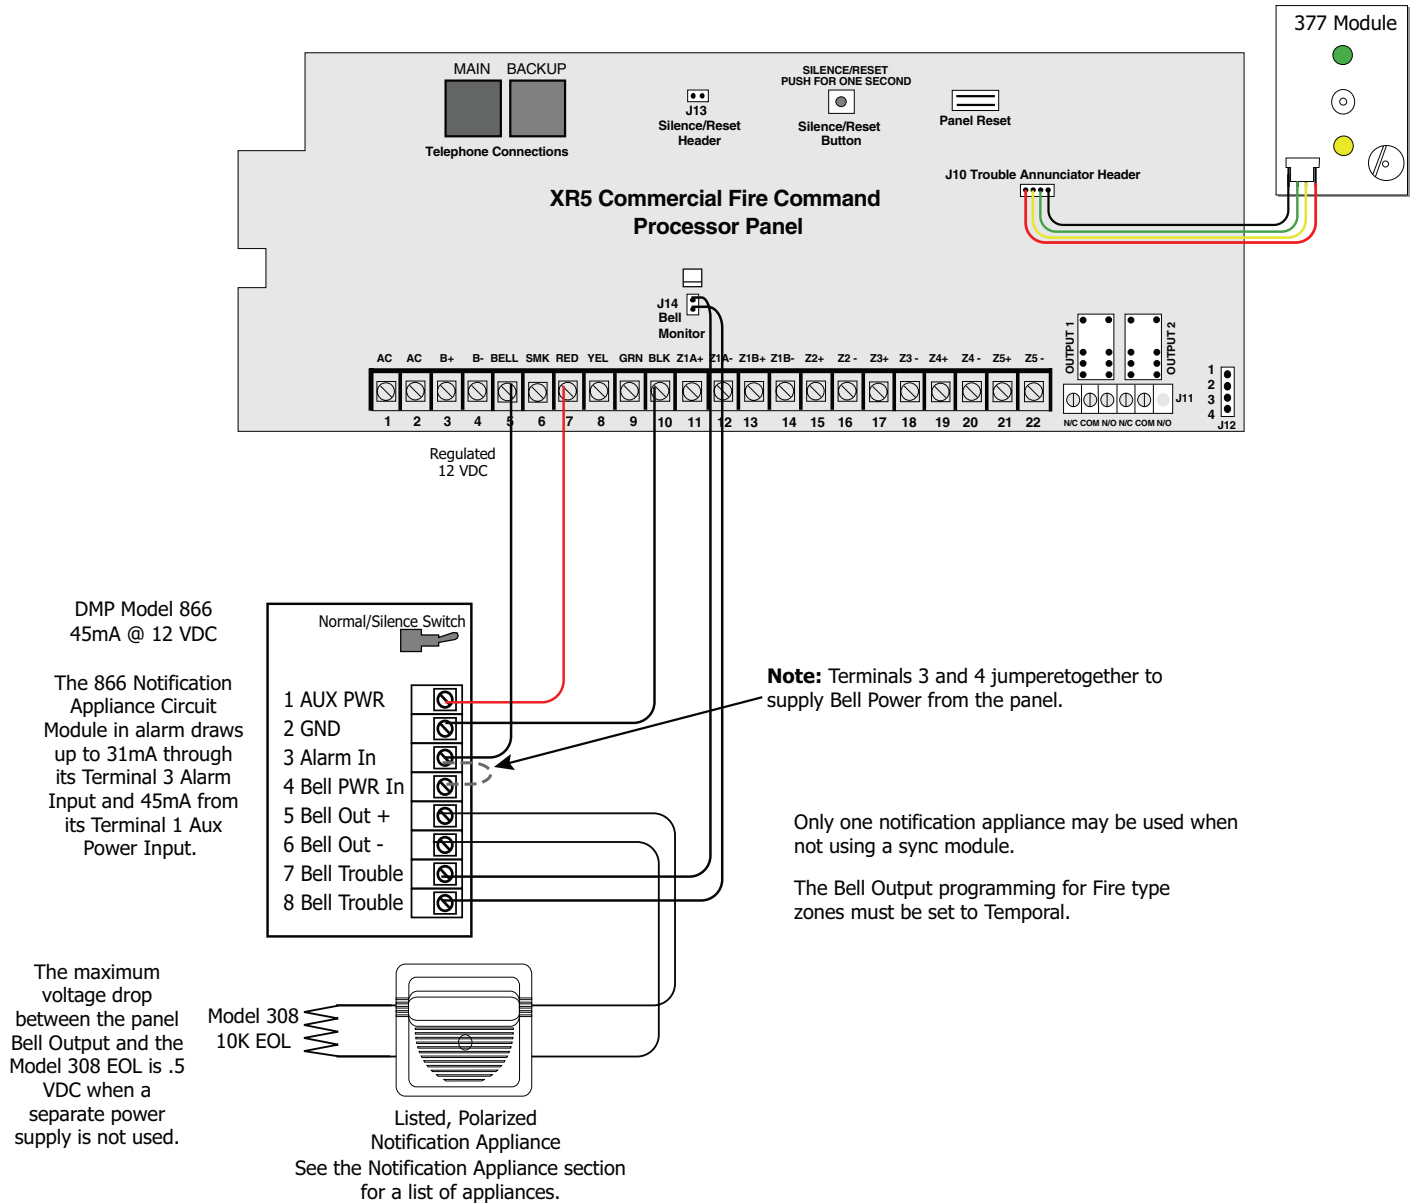 377 Module
MAIN BACKUP
Telephone Connections
J13
Silence/Reset
Header
SILENCE/RESET
PUSH FOR ONE SECOND
Silence/Reset
Button
Panel Reset
J10 Trouble Annunciator Header
XR5 Commercial Fire Command
Processor Panel
J14
Bell
Monitor
OUTPUT 1
OUTPUT 2
AC AC B+ B- BELL SMK RED YEL GRN BLK Z1A+ Z1A- Z1B+ Z1B- Z2+ Z2 - Z3+ Z3 - Z4+ Z4 - Z5+ Z5 -
1 2 3 4 5 6 7 8 9 10 11 12 13 14 15 16 17 18 19 20 21 22
J11
N/C COM N/O N/C COM N/O
1
2
3
4
J12
Regulated
12 VDC
DMP Model 866
45mA @ 12 VDC
The 866 Notification
Appliance Circuit
Module in alarm draws
up to 31mA through
its Terminal 3 Alarm
Input and 45mA from
its Terminal 1 Aux
Power Input.
Normal/Silence Switch
1 AUX PWR
2 GND
3 Alarm In
4 Bell PWR In
5 Bell Out +
6 Bell Out -
7 Bell Trouble
8 Bell Trouble
Note: Terminals 3 and 4 jumperetogether to
supply Bell Power from the panel.
Only one notification appliance may be used when
not using a sync module.
The Bell Output programming for Fire type
zones must be set to Temporal.
The maximum
voltage drop
between the panel
Bell Output and the
Model 308 EOL is .5
VDC when a
separate power
supply is not used.
Model 308
10K EOL
Listed, Polarized
Notification Appliance
See the Notification Appliance section
for a list of appliances.